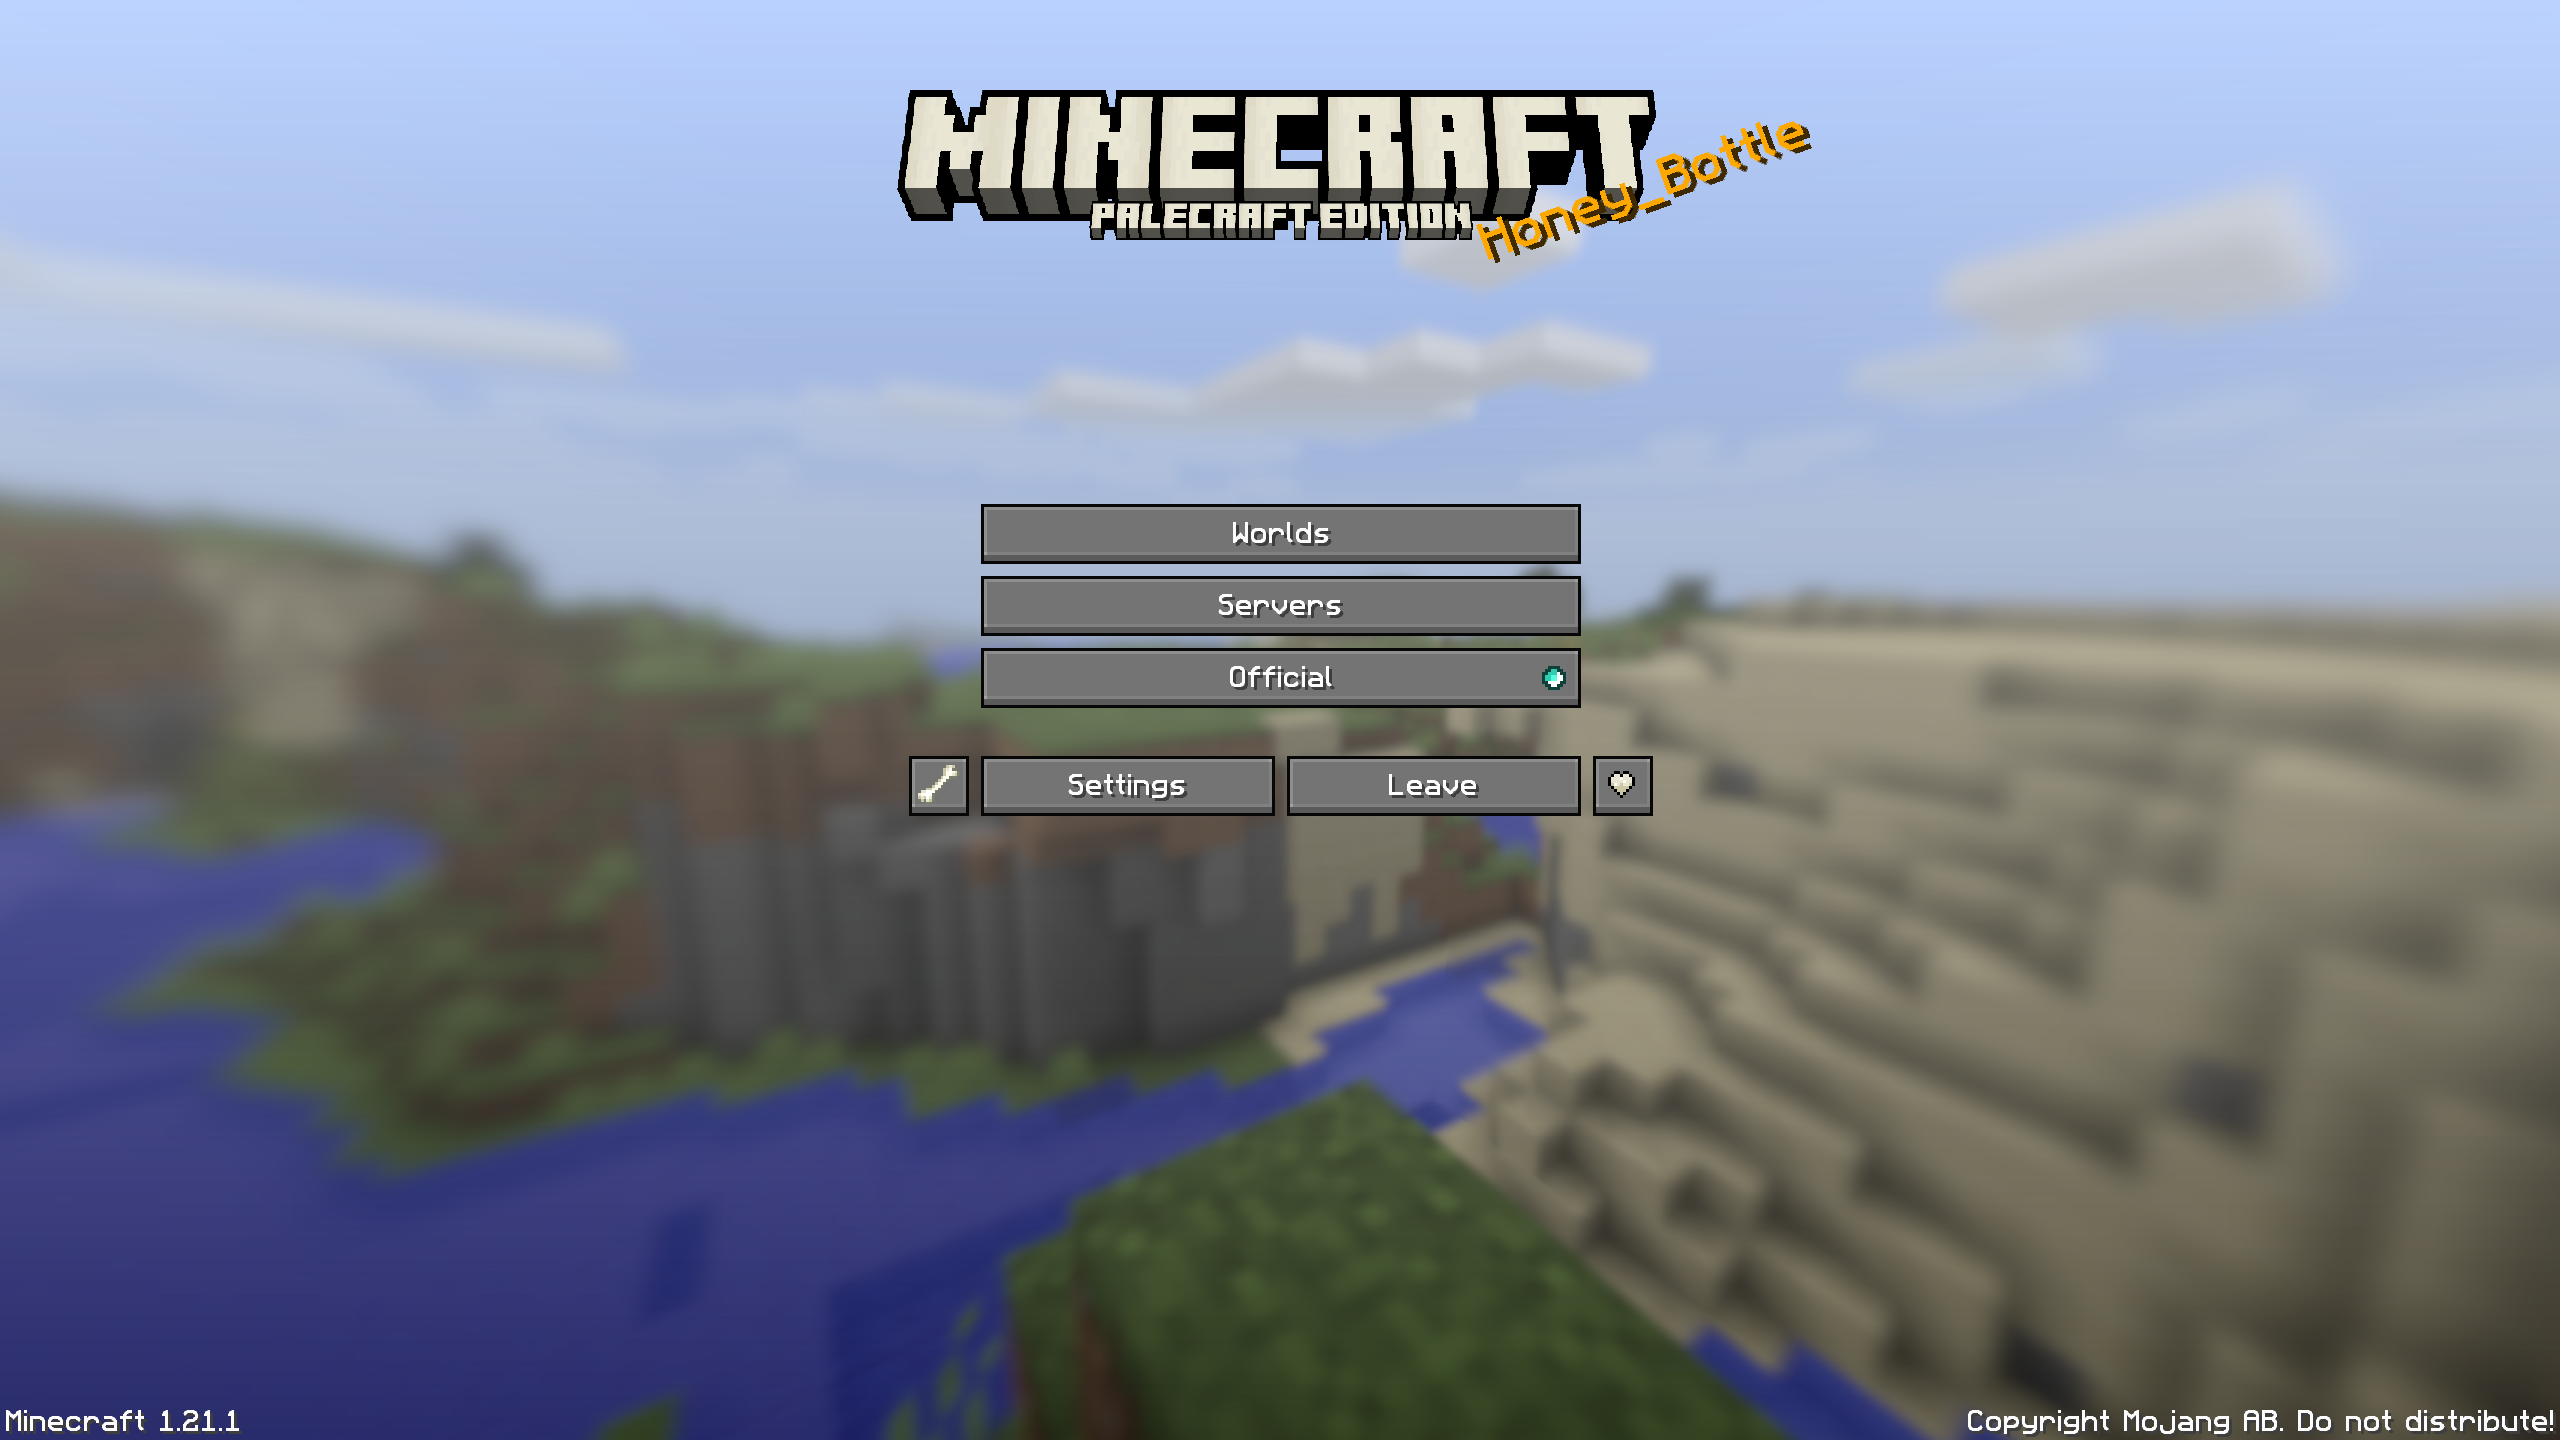 MINECRAFT
PALECRAFT EDITION
Honey_Bottle
Worlds
Servers
Official
Settings
Leave
Minecraft 1.21.1
Copyright Mojang AB. Do not distribute!